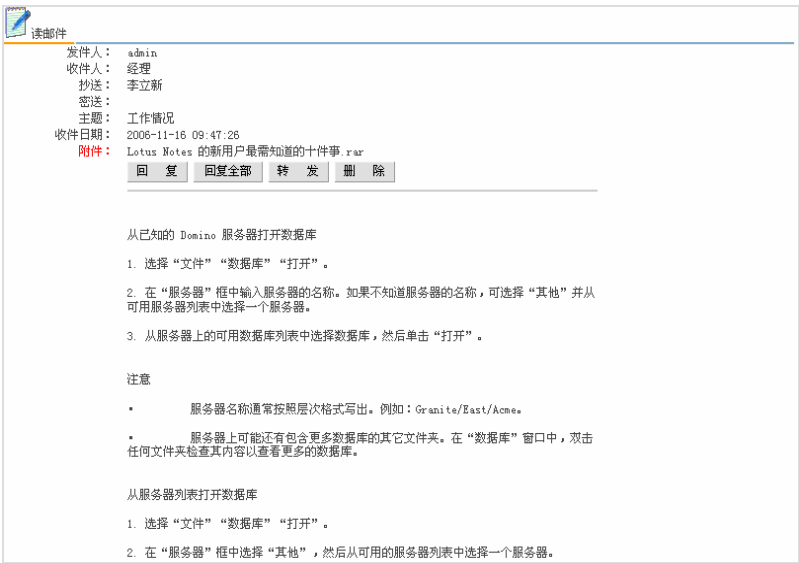 读邮件
发件人： admin
收件人： 经理
抄送： 李立新
密送：
主题： 工作情况
收件日期： 2006-11-16 09:47:26
附件： Lotus Notes 的新用户最需知道的十件事.rar
回 复 回复全部 转 发 删 除
从已知的 Domino 服务器打开数据库
1. 选择“文件”“数据库”“打开”。
2. 在“服务器”框中输入服务器的名称。如果不知道服务器的名称，可选择“其他”并从
可用服务器列表中选择一个服务器。
3. 从服务器上的可用数据库列表中选择数据库，然后单击“打开”。
注意
▪ 服务器名称通常按照层次格式写出。例如：Granite/East/Acme。
▪ 服务器上可能还有包含更多数据库的其它文件夹。在“数据库”窗口中，双击
任何文件夹检查其内容以查看更多的数据库。
从服务器列表打开数据库
1. 选择“文件”“数据库”“打开”。
2. 在“服务器”框中选择“其他”，然后从可用的服务器列表中选择一个服务器。